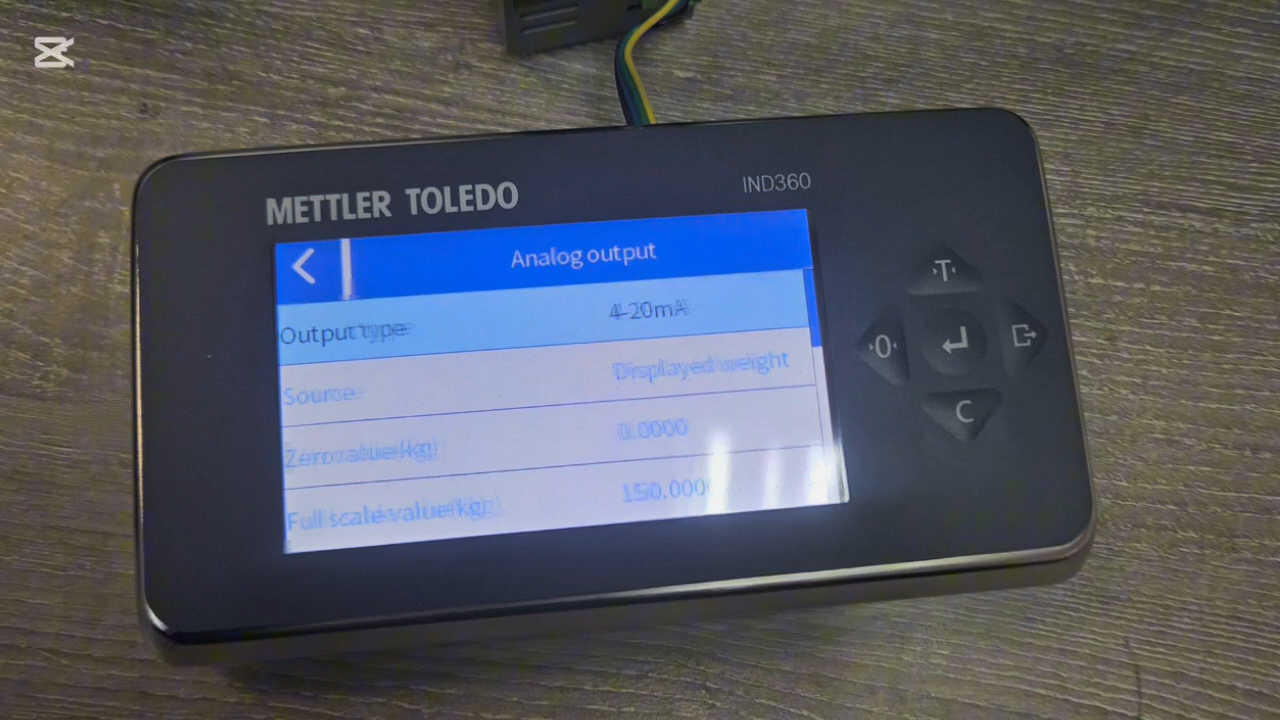 METTLER TOLEDO
IND360
Analog output
Output type 4-20mA
Source Displayed weight
Zero value(kg) 0.0000
Full scale value(kg) 150.0000
T
0
C